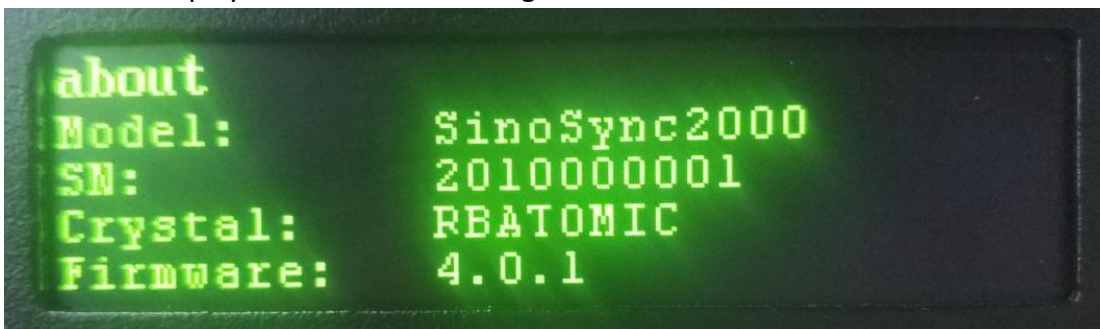 about
Model: SinoSync2000
SN: 2010000001
Crystal: RBATOMIC
Firmware: 4.0.1